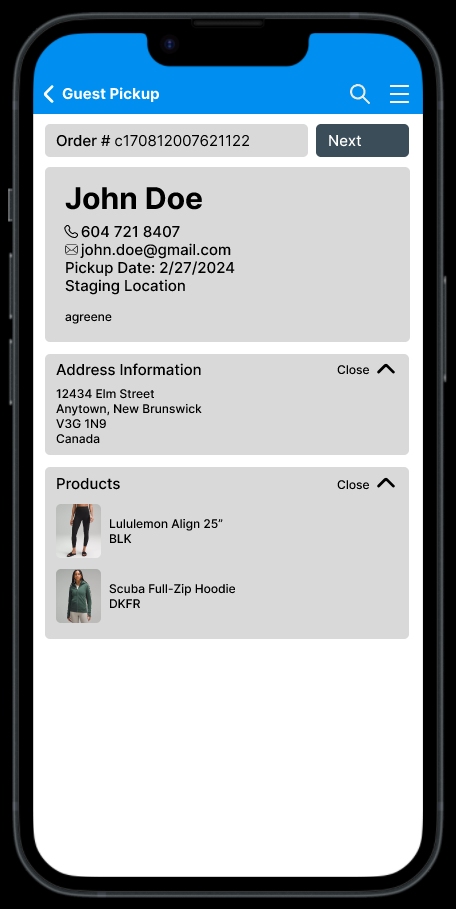 Guest Pickup
Order # c170812007621122
Next
John Doe
604 721 8407
john.doe@gmail.com
Pickup Date: 2/27/2024
Staging Location
agreene
Address Information
Close
12434 Elm Street
Anytown, New Brunswick
V3G 1N9
Canada
Products
Close
Lululemon Align 25”
BLK
Scuba Full-Zip Hoodie
DKFR